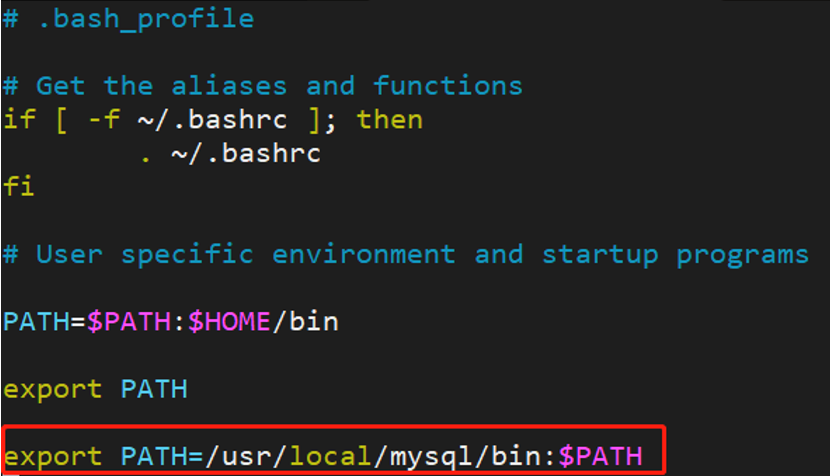 # .bash_profile
# Get the aliases and functions
if [ -f ~/.bashrc ]; then
. ~/.bashrc
fi
# User specific environment and startup programs
PATH=$PATH:$HOME/bin
export PATH
export PATH=/usr/local/mysql/bin:$PATH